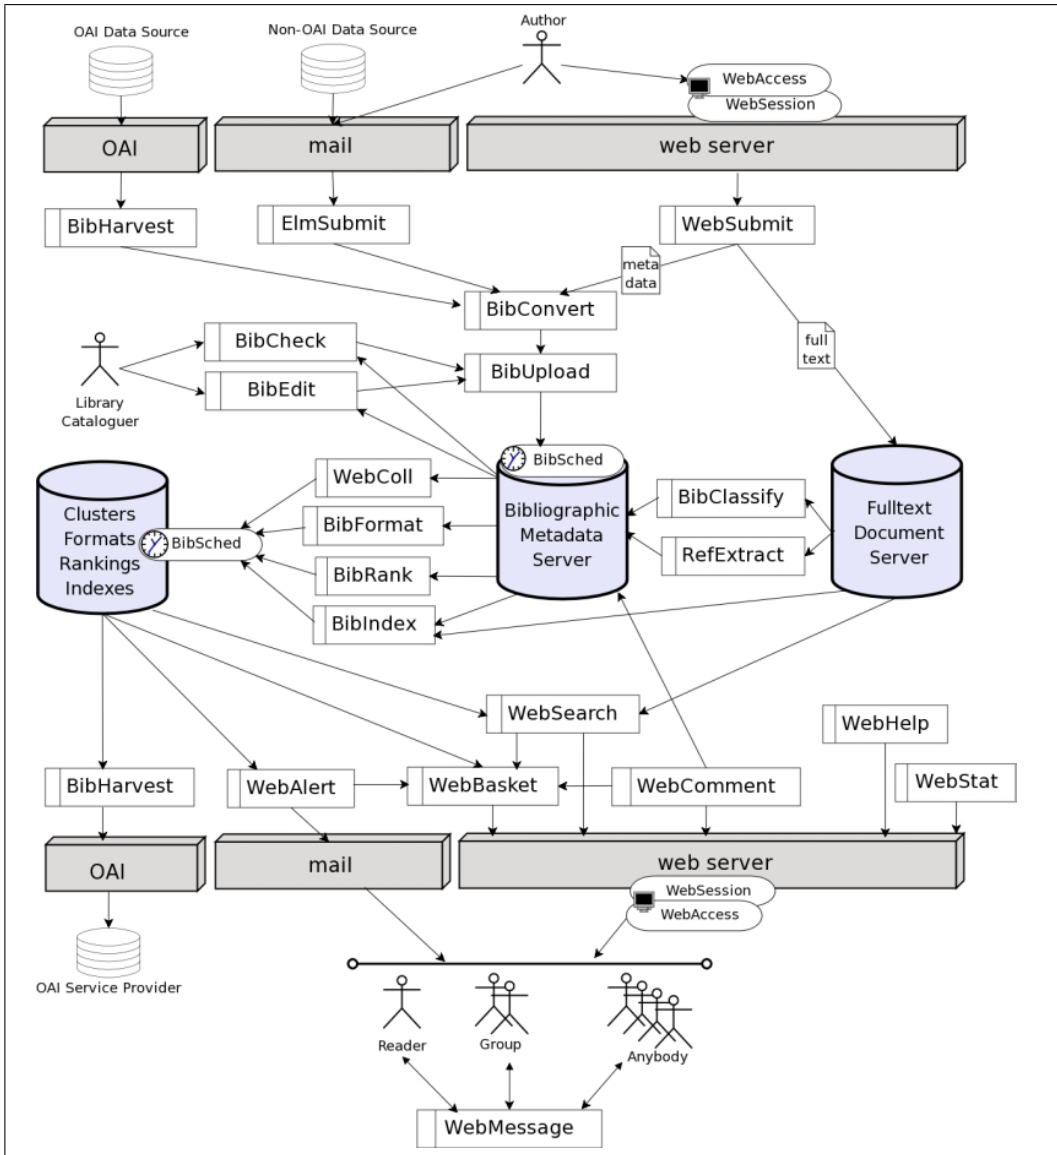 Author
OAI Data Source
Non-OAI Data Source
WebAccess
WebSession
OAI
mail
web server
BibHarvest
ElmSubmit
WebSubmit
meta
data
BibConvert
full
text
BibCheck
BibUpload
BibEdit
Library
Cataloguer
BibSched
WebColl
BibClassify
Clusters
Formats
Rankings
Indexes
BibSched
BibFormat
Bibliographic
Metadata
Server
RefExtract
Fulltext
Document
Server
BibRank
BibIndex
WebSearch
WebHelp
BibHarvest
WebAlert
WebBasket
WebComment
WebStat
OAI
mail
web server
WebSession
WebAccess
OAI Service Provider
Reader
Group
Anybody
WebMessage